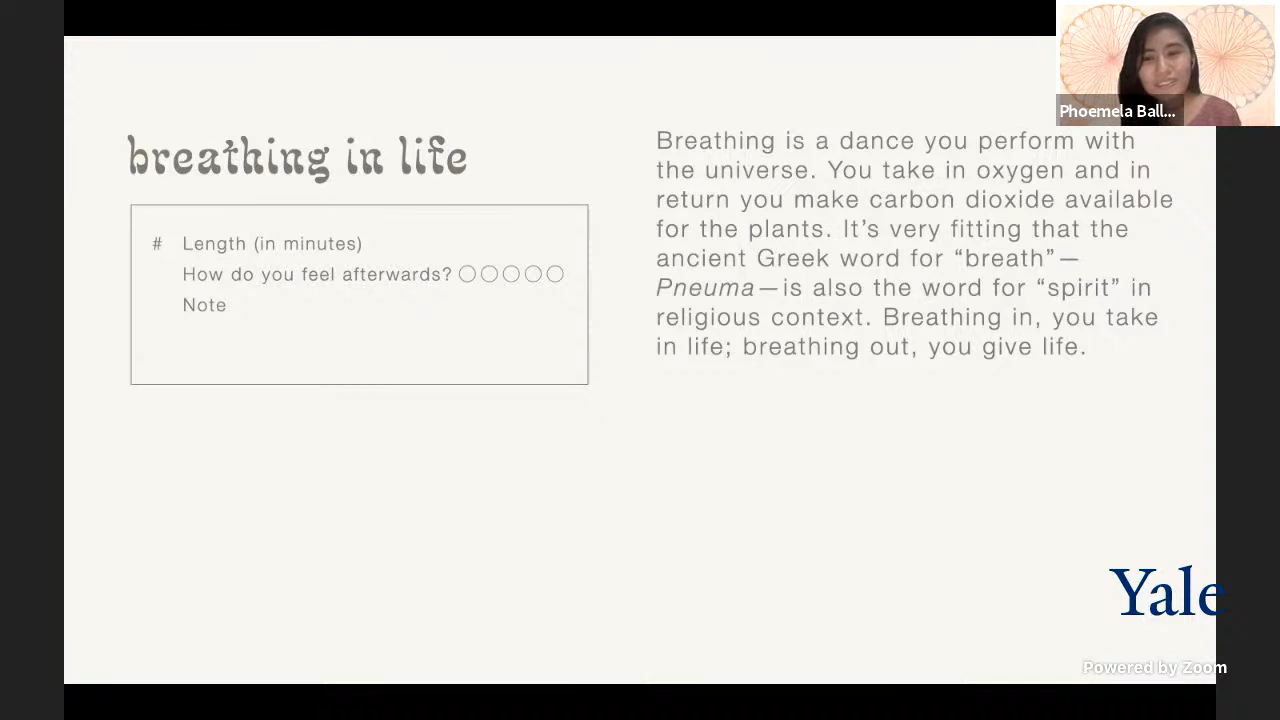 breathing in life
# Length (in minutes)
How do you feel afterwards?
Note
Breathing is a dance you perform with
the universe. You take in oxygen and in
return you make carbon dioxide available
for the plants. It’s very fitting that the
ancient Greek word for “breath”—
Pneuma—is also the word for “spirit” in
religious context. Breathing in, you take
in life; breathing out, you give life.
Phoemela Ball...
Yale
Powered by Zoom